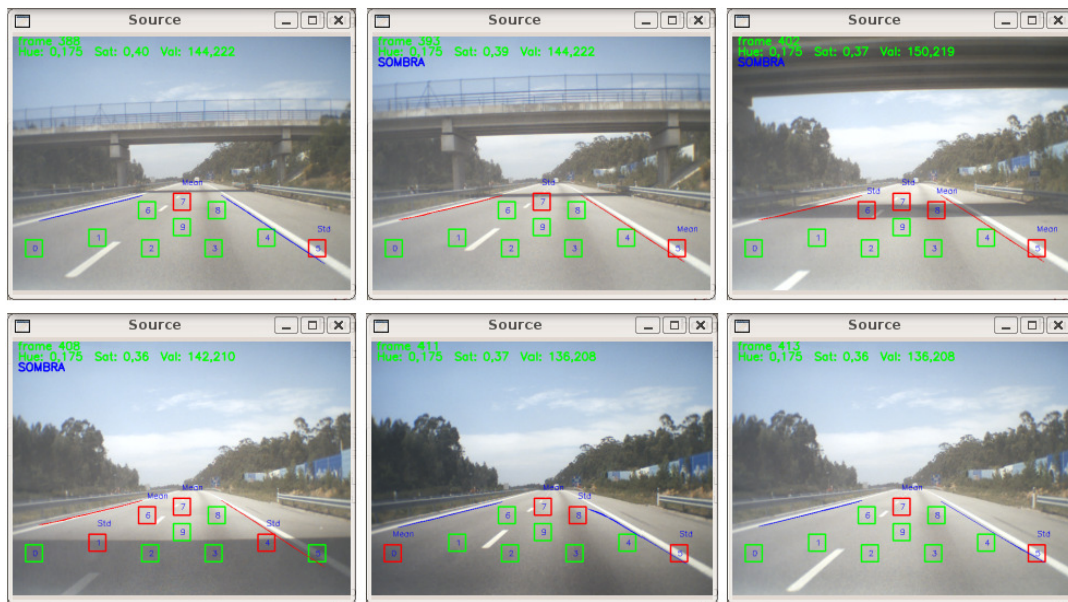 Source
frame 388
Hue: 0,175 Sat: 0,40 Val: 144,222
Mean
7
6
8
9
Std
1
4
0
2
3
5
Source
frame 393
Hue: 0,175 Sat: 0,39 Val: 144,222
SOMBRA
Std
7
6
8
9
Mean
1
4
0
2
3
5
Source
frame 402
Hue: 0,175 Sat: 0,37 Val: 150,219
SOMBRA
Std
Std
Mean
7
6
8
9
Mean
1
4
0
2
3
5
Source
frame 408
Hue: 0,175 Sat: 0,36 Val: 142,210
SOMBRA
Mean
Mean
7
6
8
Std
9
Std
1
4
0
2
3
5
Source
frame 411
Hue: 0,175 Sat: 0,37 Val: 136,208
Mean
Std
7
6
8
Mean
9
Std
1
4
0
2
3
5
Source
frame 413
Hue: 0,175 Sat: 0,36 Val: 136,208
Mean
7
6
8
9
Std
1
4
0
2
3
5